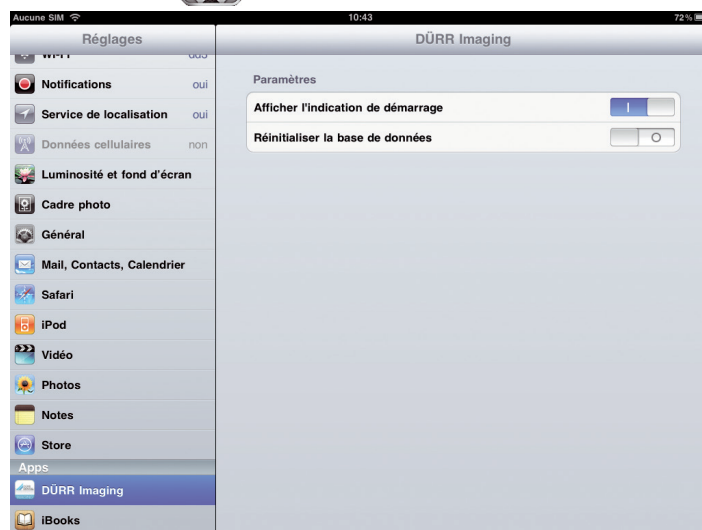 Aucune SIM 10:43 72 %
Réglages
DÜRR Imaging
Wi-Fi
Notifications oui
Service de localisation oui
Données cellulaires non
Luminosité et fond d'écran
Cadre photo
Général
Mail, Contacts, Calendrier
Safari
iPod
Vidéo
Photos
Notes
Store
Apps
DÜRR Imaging
iBooks
Paramètres
Afficher l'indication de démarrage
Réinitialiser la base de données